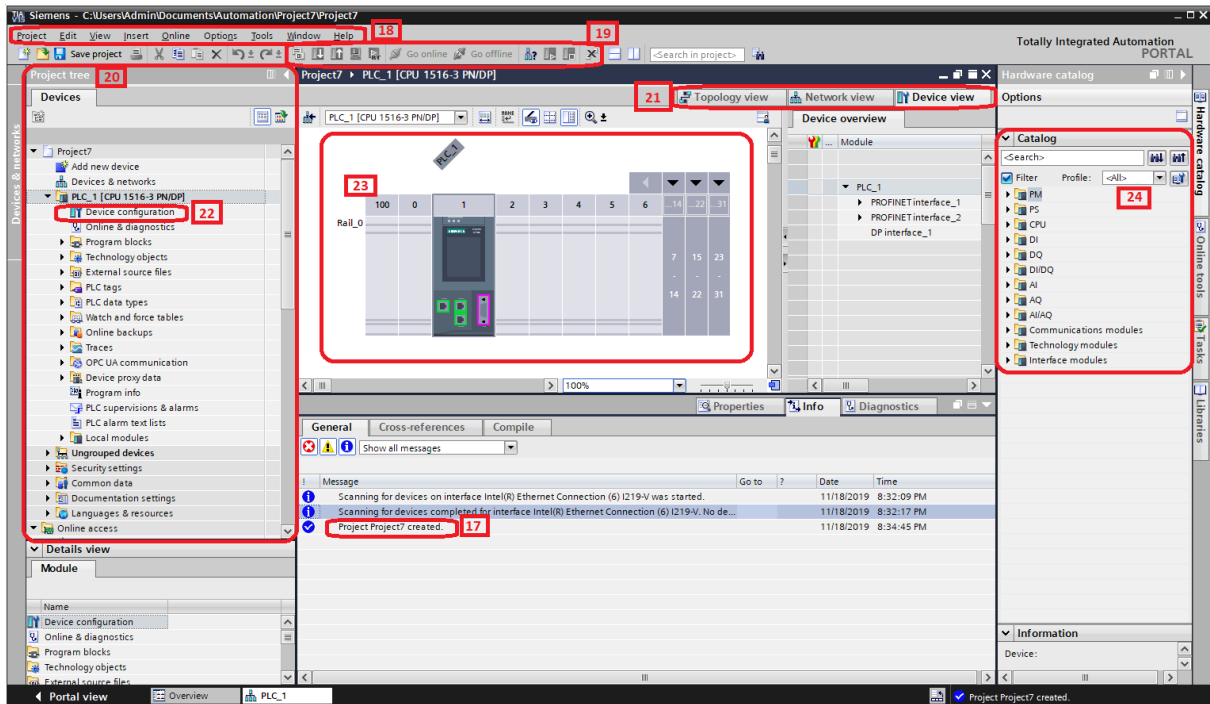 Siemens - C:\Users\Admin\Documents\Automation\Project7\Project7
Project Edit View Insert Online Options Tools Window Help 18
Save project Go online Go offline <Search in project> 19
Totally Integrated Automation
PORTAL
Project tree 20
Devices
Devices & networks
Project7
Add new device
Devices & networks
PLC_1 [CPU 1516-3 PN/DP]
Device configuration 22
Online & diagnostics
Program blocks
Technology objects
External source files
PLC tags
PLC data types
Watch and force tables
Online backups
Traces
OPC UA communication
Device proxy data
Program info
PLC supervisions & alarms
PLC alarm text lists
Local modules
Ungrouped devices
Security settings
Common data
Documentation settings
Languages & resources
Online access
Details view
Module
Name
Device configuration
Online & diagnostics
Program blocks
Technology objects
External source files
Project7 PLC_1 [CPU 1516-3 PN/DP]
21 Topology view Network view Device view
PLC_1 [CPU 1516-3 PN/DP]
PLC_1
23
100 0 1 2 3 4 5 6 ...14 ...22 ...31
Rail_0
SIEMENS
7 15 23
- - -
14 22 31
100%
Device overview
... Module
PLC_1
PROFINET interface_1
PROFINET interface_2
DP interface_1
Properties Info Diagnostics
General Cross-references Compile
Show all messages
! Message Go to ? Date Time
Scanning for devices on interface Intel(R) Ethernet Connection (6) I219-V was started. 11/18/2019 8:32:09 PM
Scanning for devices completed for interface Intel(R) Ethernet Connection (6) I219-V. No de... 11/18/2019 8:32:17 PM
Project Project7 created. 17 11/18/2019 8:34:45 PM
Hardware catalog
Options
Catalog
<Search>
Filter Profile: <All>
24
PM
PS
CPU
DI
DQ
DI/DQ
AI
AQ
AI/AQ
Communications modules
Technology modules
Interface modules
Information
Device:
Hardware catalog
Online tools
Tasks
Libraries
Portal view Overview PLC_1 Project Project7 created.